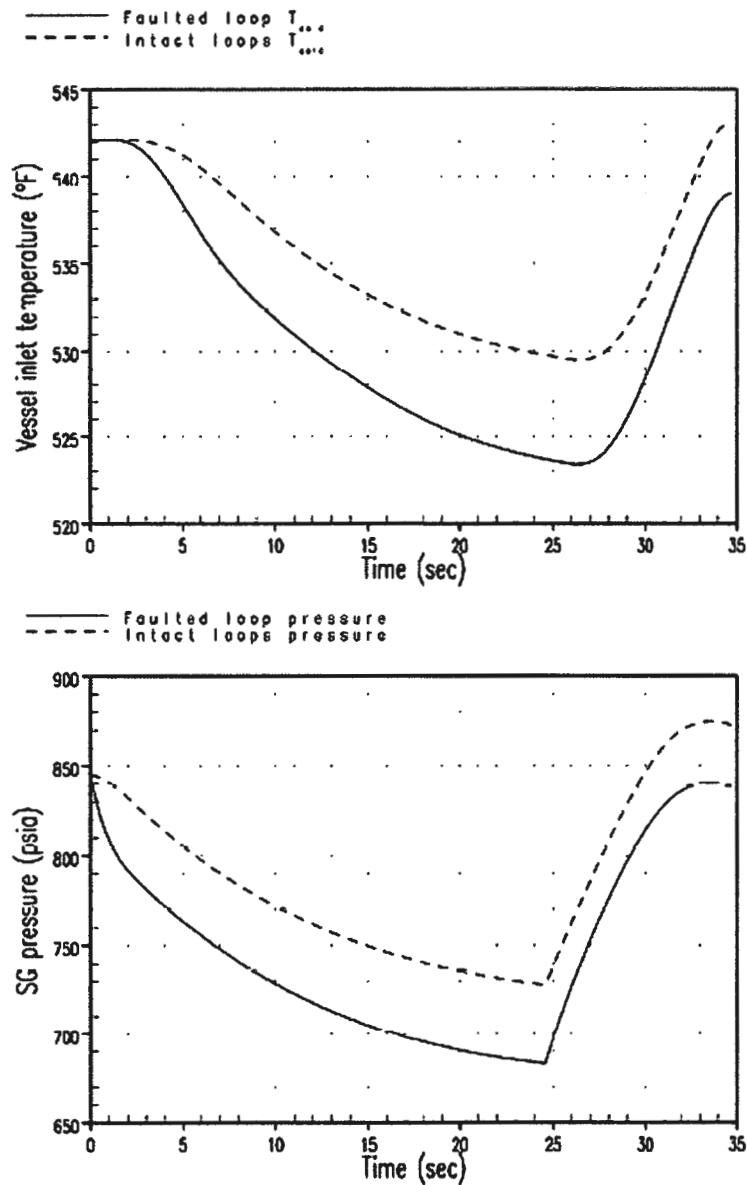 Faulted loop T
Intact loops T
545
540
535
530
525
520
Vessel inlet temperature (°F)
0 5 10 15 20 25 30 35
Time (sec)
Faulted loop pressure
Intact loops pressure
900
850
800
750
700
650
SG pressure (psia)
0 5 10 15 20 25 30 35
Time (sec)